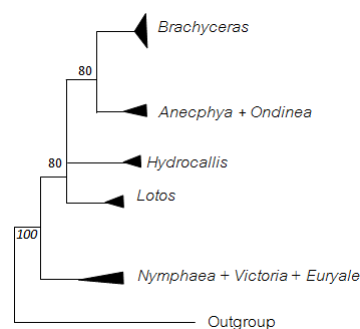 Brachyceras
80
Anecphya + Ondinea
80
Hydrocallis
Lotos
100
Nymphaea + Victoria + Euryale
Outgroup